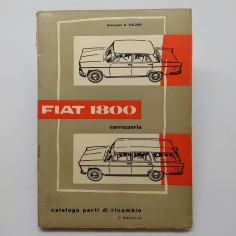 FIAT 1800
carrozzeria
catalogo parti di ricambio